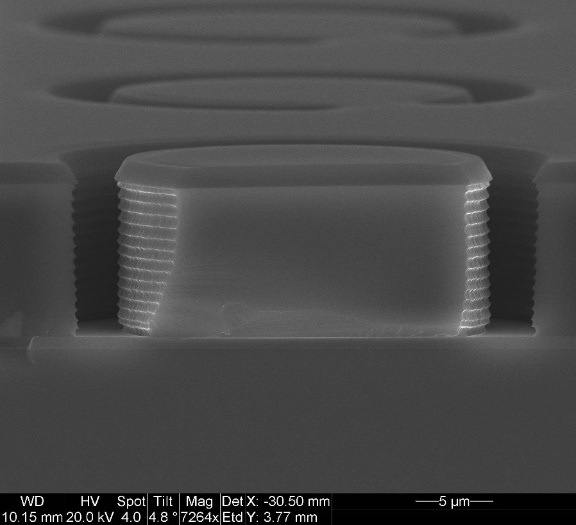 WD HV Spot Tilt Mag Det X: -30.50 mm 5 µm
10.15 mm 20.0 kV 4.0 4.8 ° 7264x Etd Y: 3.77 mm